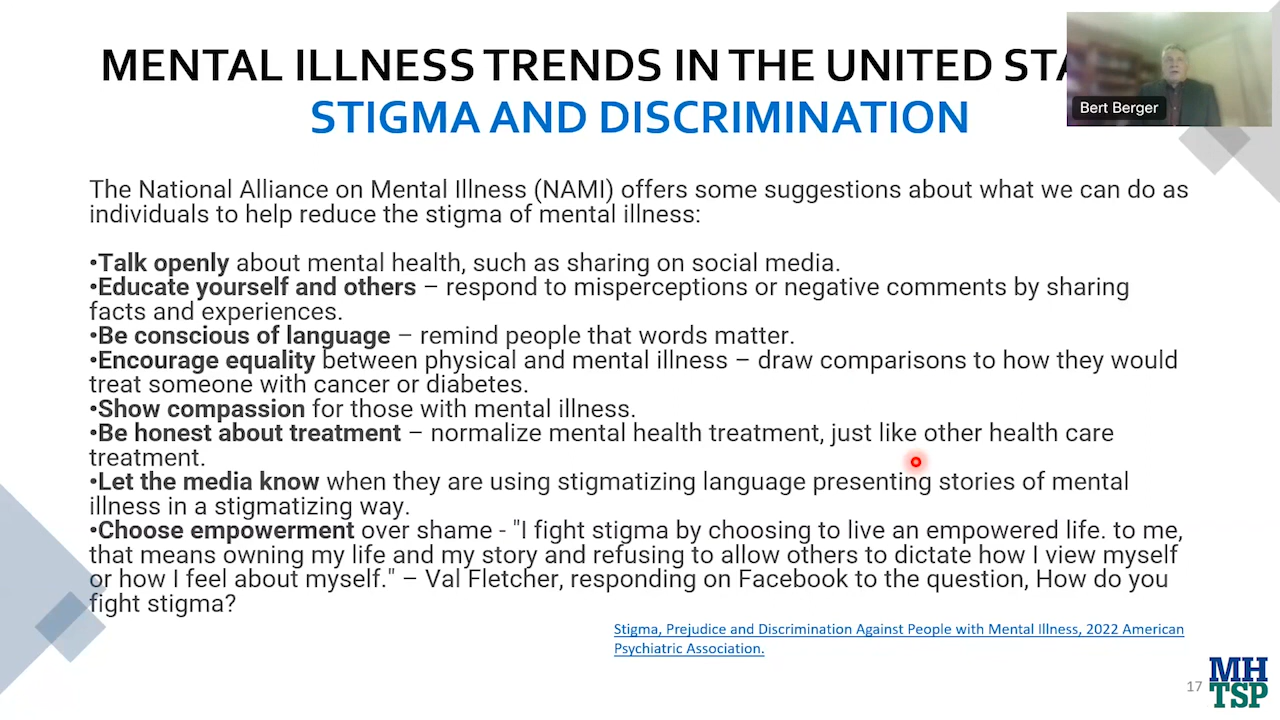 MENTAL ILLNESS TRENDS IN THE UNITED STA
STIGMA AND DISCRIMINATION
Bert Berger
The National Alliance on Mental Illness (NAMI) offers some suggestions about what we can do as
individuals to help reduce the stigma of mental illness:
•Talk openly about mental health, such as sharing on social media.
•Educate yourself and others – respond to misperceptions or negative comments by sharing
facts and experiences.
•Be conscious of language – remind people that words matter.
•Encourage equality between physical and mental illness – draw comparisons to how they would
treat someone with cancer or diabetes.
•Show compassion for those with mental illness.
•Be honest about treatment – normalize mental health treatment, just like other health care
treatment.
•Let the media know when they are using stigmatizing language presenting stories of mental
illness in a stigmatizing way.
•Choose empowerment over shame - "I fight stigma by choosing to live an empowered life. to me,
that means owning my life and my story and refusing to allow others to dictate how I view myself
or how I feel about myself." – Val Fletcher, responding on Facebook to the question, How do you
fight stigma?
Stigma, Prejudice and Discrimination Against People with Mental Illness, 2022 American
Psychiatric Association.
17
MH
TSP